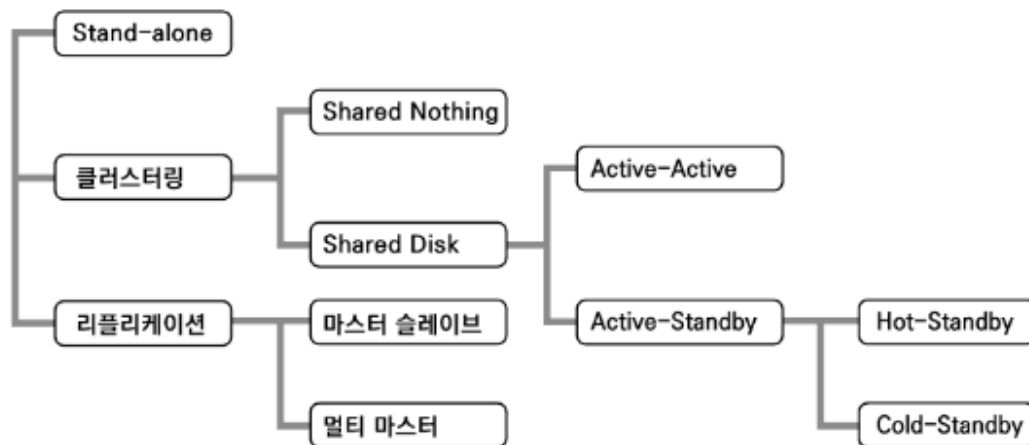 Stand-alone
클러스터링
Shared Nothing
Shared Disk
Active-Active
Active-Standby
Hot-Standby
Cold-Standby
리플리케이션
마스터 슬레이브
멀티 마스터